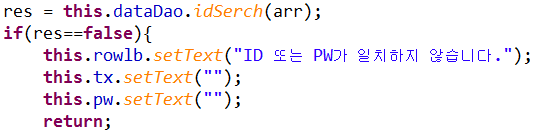 res = this.dataDao.idSerch(arr);
if(res==false){
this.rowlb.setText("ID 또는 PW가 일치하지 않습니다.");
this.tx.setText("");
this.pw.setText("");
return;